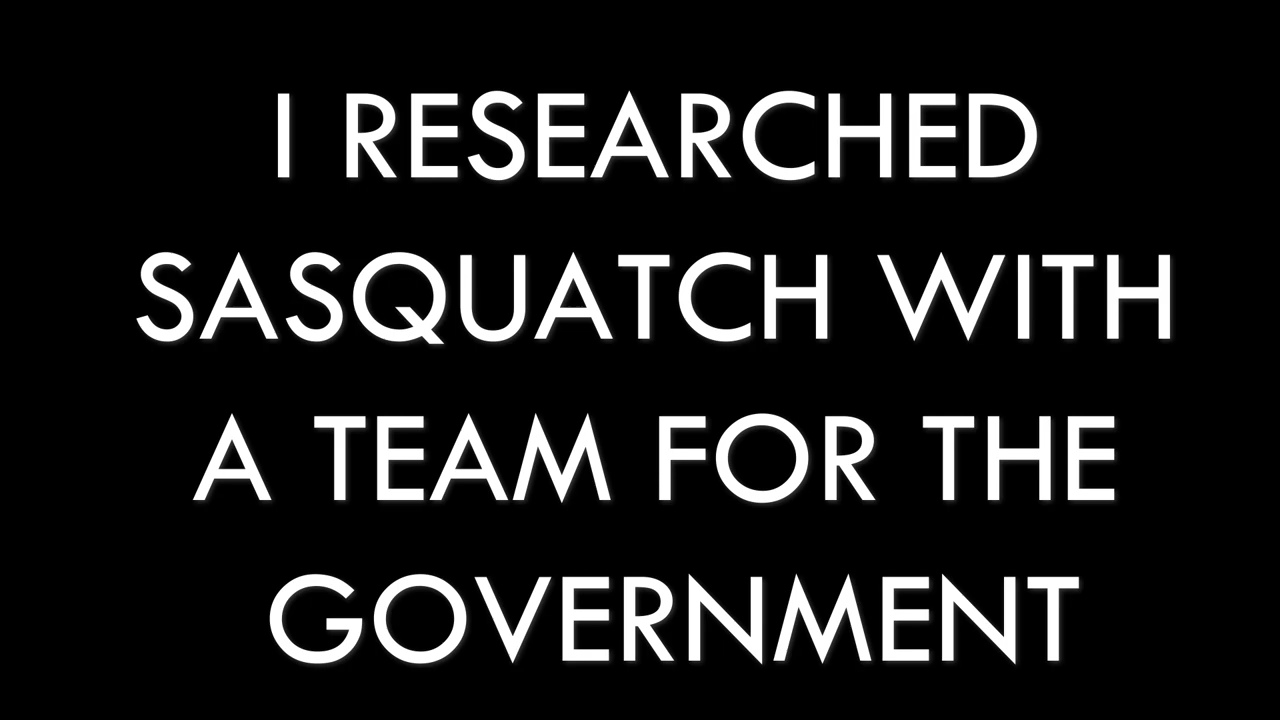 I RESEARCHED
SASQUATCH WITH
A TEAM FOR THE
GOVERNMENT